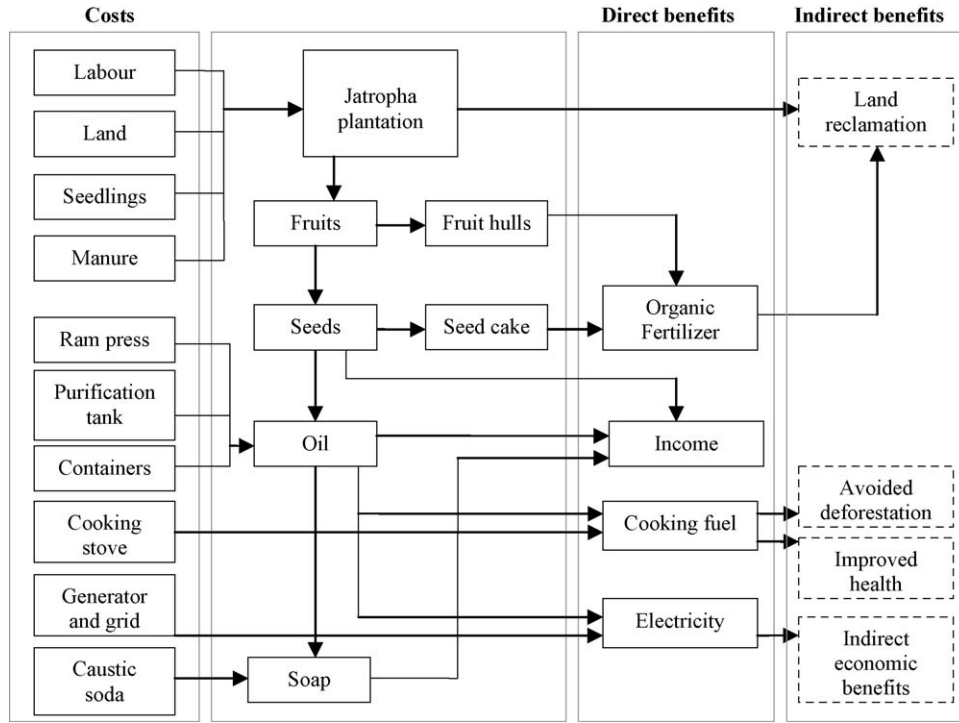 Costs
Direct benefits
Indirect benefits
Labour
Land
Seedlings
Manure
Ram press
Purification
tank
Containers
Cooking
stove
Generator
and grid
Caustic
soda
Jatropha
plantation
Fruits
Fruit hulls
Seeds
Seed cake
Oil
Soap
Organic
Fertilizer
Income
Cooking fuel
Electricity
Land
reclamation
Avoided
deforestation
Improved
health
Indirect
economic
benefits